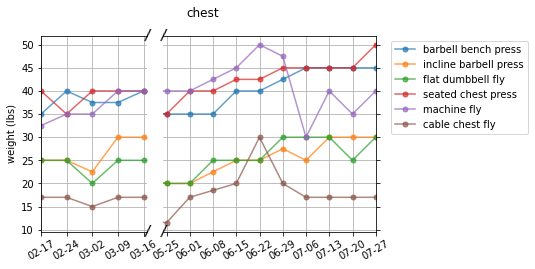 chest
weight (lbs)
50
45
40
35
30
25
20
15
10
02-17 02-24 03-02 03-09 03-16 05-25 06-01 06-08 06-15 06-22 06-29 07-06 07-13 07-20 07-27
barbell bench press
incline barbell press
flat dumbbell fly
seated chest press
machine fly
cable chest fly